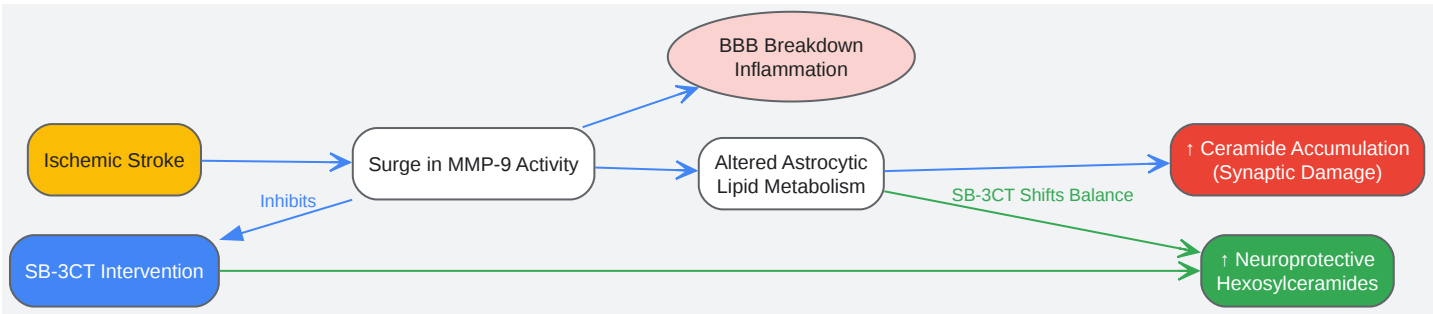 BBB Breakdown
Inflammation
Ischemic Stroke
Surge in MMP-9 Activity
Altered Astrocytic
Lipid Metabolism
↑ Ceramide Accumulation
(Synaptic Damage)
Inhibits
SB-3CT Shifts Balance
SB-3CT Intervention
↑ Neuroprotective
Hexosylceramides